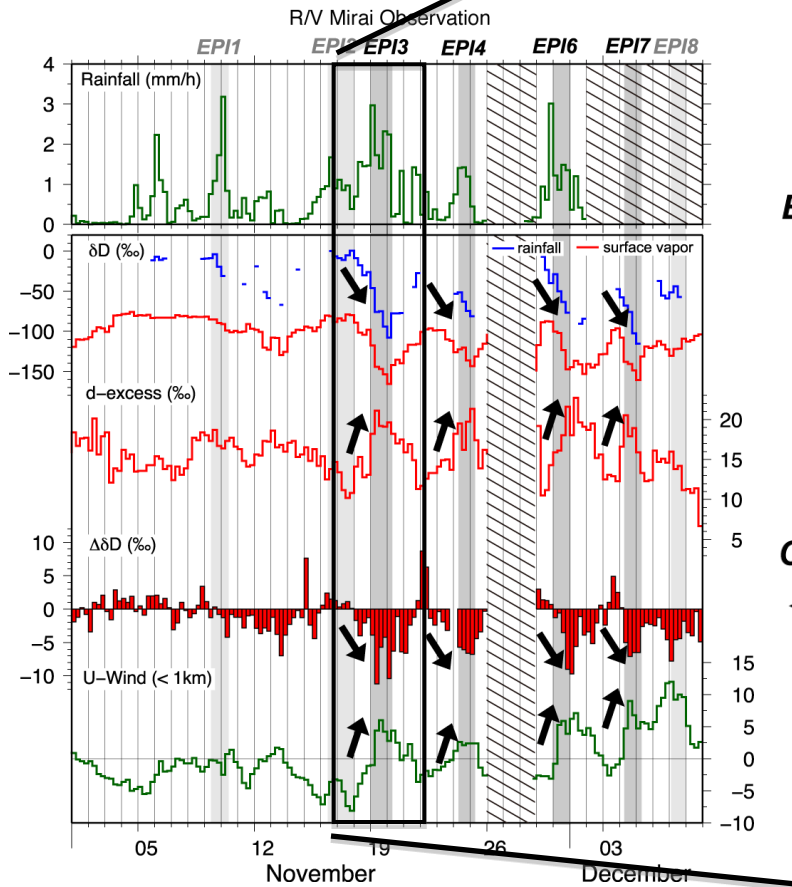 R/V Mirai Observation
EPI1 EPI2 EPI3 EPI4 EPI6 EPI7 EPI8
Rainfall (mm/h)
4
3
2
1
0
δD (‰)
rainfall surface vapor
0
−50
−100
−150
d−excess (‰)
20
15
10
5
ΔδD (‰)
10
5
0
−5
−10
U−Wind (< 1km)
15
10
5
0
−5
−10
05 12 19 26 03
November December